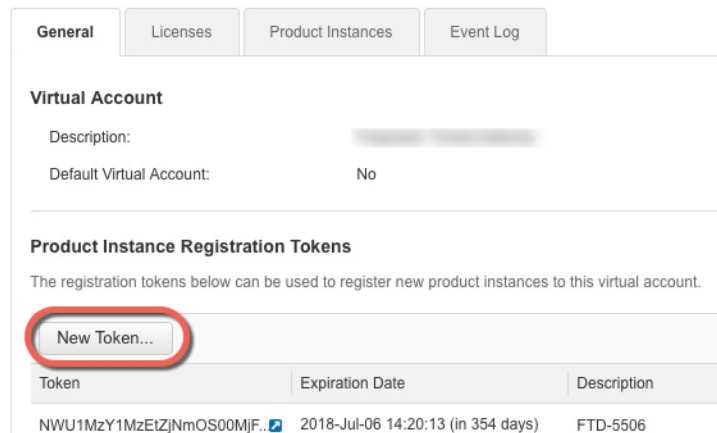 General Licenses Product Instances Event Log
Virtual Account
Description:
Default Virtual Account: No
Product Instance Registration Tokens
The registration tokens below can be used to register new product instances to this virtual account.
New Token...
Token Expiration Date Description
NWU1MzY1MzEtZjNmOS00MjF... 2018-Jul-06 14:20:13 (in 354 days) FTD-5506